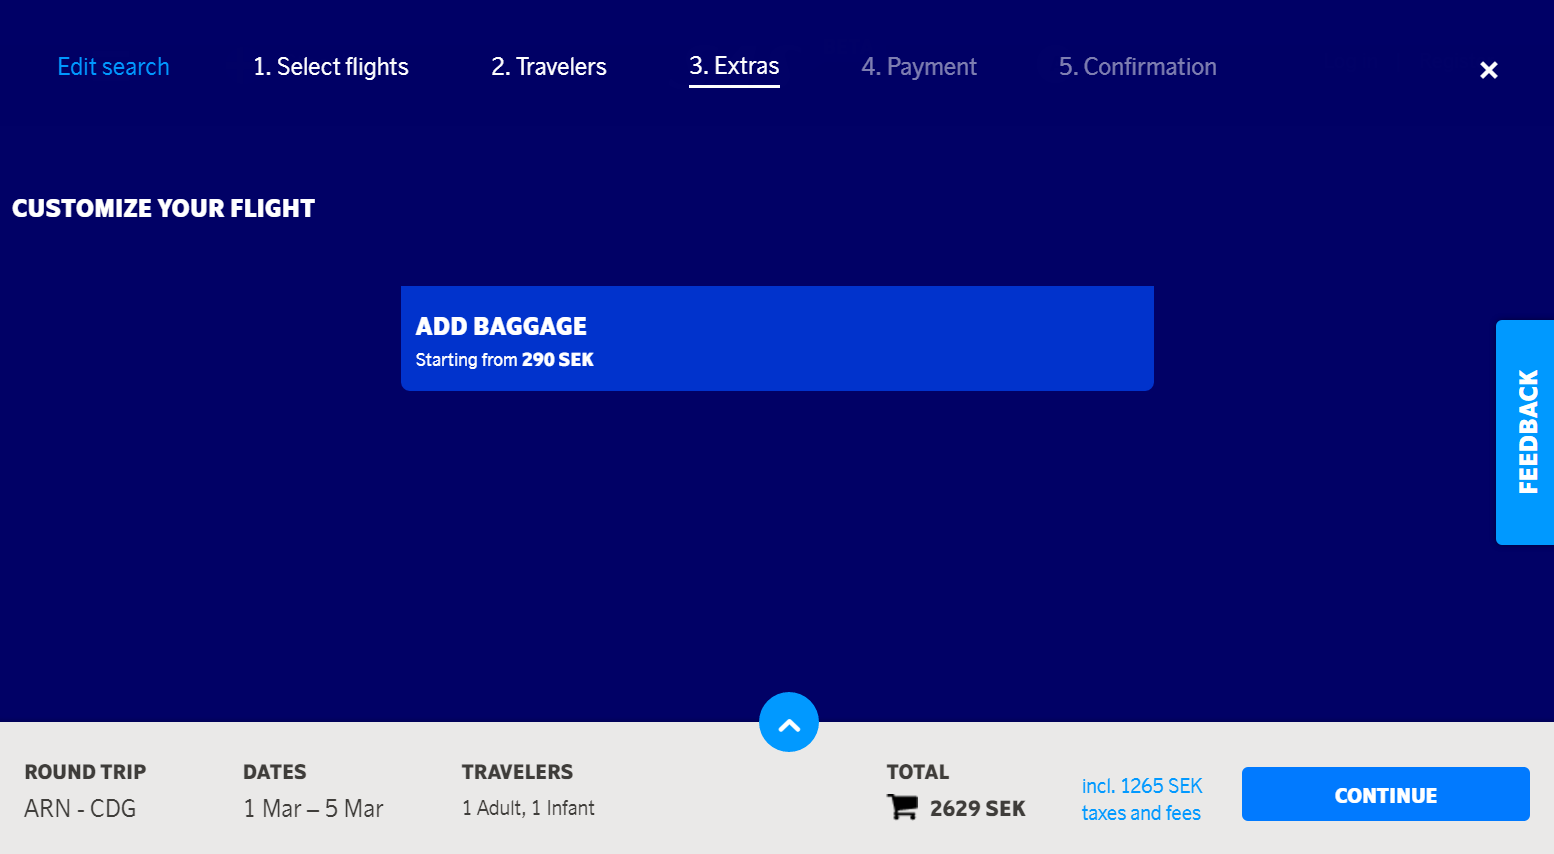 Edit search
1. Select flights
2. Travelers
3. Extras
4. Payment
5. Confirmation
CUSTOMIZE YOUR FLIGHT
ADD BAGGAGE
Starting from 290 SEK
FEEDBACK
ROUND TRIP
ARN - CDG
DATES
1 Mar – 5 Mar
TRAVELERS
1 Adult, 1 Infant
TOTAL
2629 SEK
incl. 1265 SEK
taxes and fees
CONTINUE